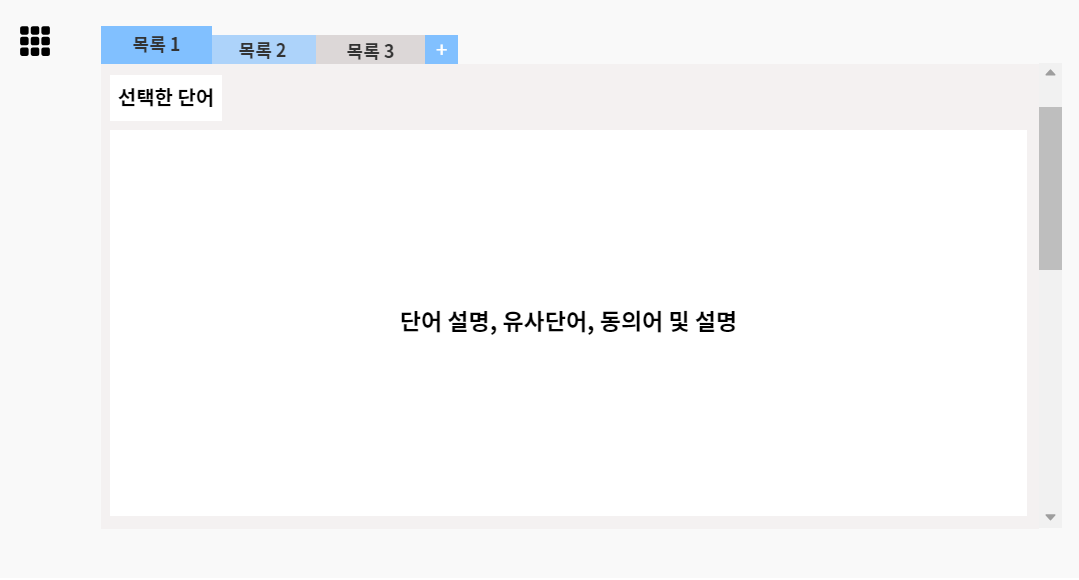 목록 1 목록 2 목록 3 +
선택한 단어
단어 설명, 유사단어, 동의어 및 설명